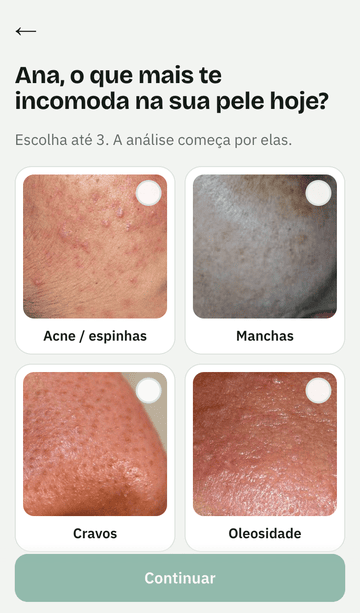 Ana, o que mais te
incomoda na sua pele hoje?
Escolha até 3. A análise começa por elas.
Acne / espinhas
Manchas
Cravos
Oleosidade
Continuar